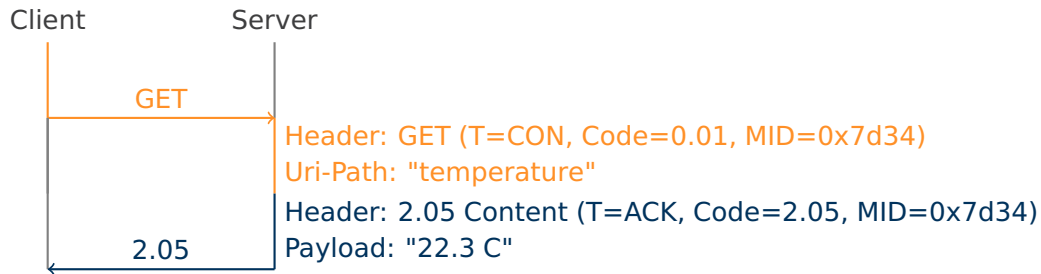 Client
Server
GET
Header: GET (T=CON, Code=0.01, MID=0x7d34)
Uri-Path: "temperature"
Header: 2.05 Content (T=ACK, Code=2.05, MID=0x7d34)
2.05
Payload: "22.3 C"